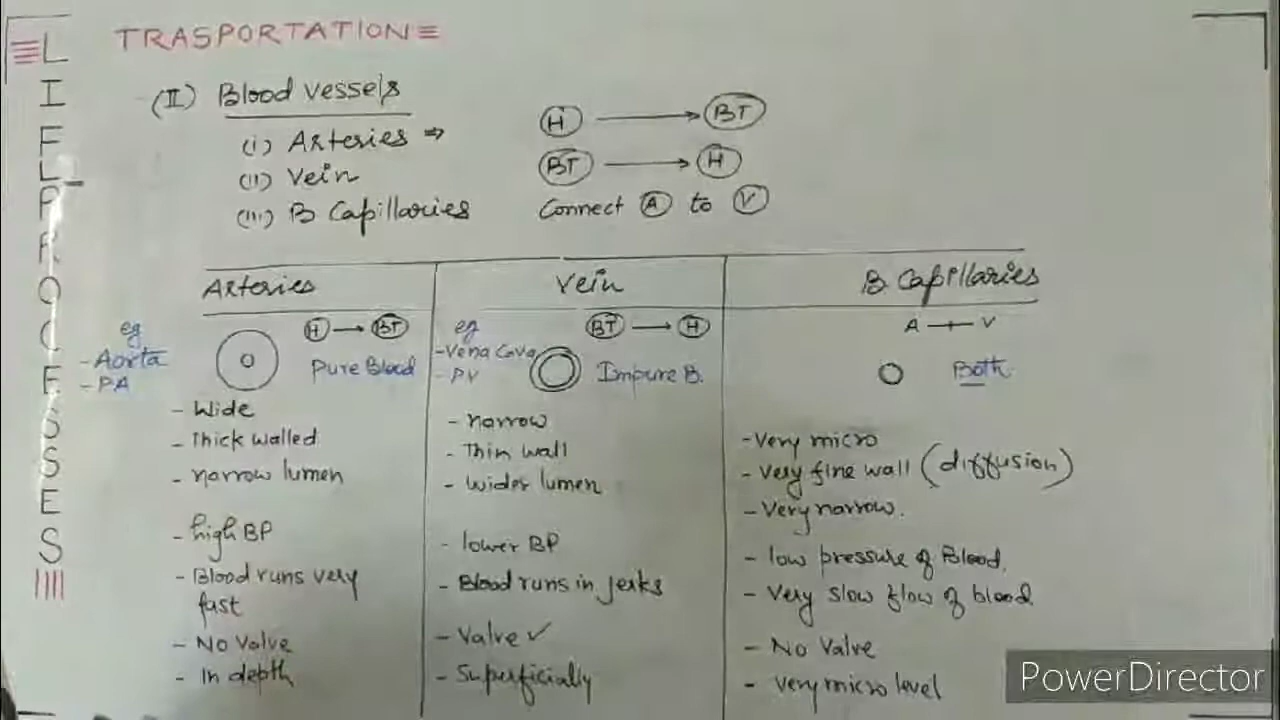 ≡LIFE PROCESSES
TRASPORTATION≡
(II) Blood vessels
(i) Arteries ⇒ (H) → (BT)
(ii) Vein (BT) → (H)
(iii) B Capillaries Connect (A) to (V)
Arteries
eg
- Aorta
- PA
(H) → (BT)
Pure Blood
- Wide
- Thick walled
- narrow lumen
- high BP
- Blood runs very
fast
- No Valve
- In depth
Vein
eg
- Vena Cava
- PV
(BT) → (H)
Impure B.
- narrow
- Thin wall
- wider lumen
- lower BP
- Blood runs in jerks
- Valve ✓
- Superficially
B Capillaries
A — V
Both
- Very micro
- Very fine wall (diffusion)
- Very narrow.
- low pressure of Blood.
- Very slow flow of blood
- No Valve
- very micro level
PowerDirector